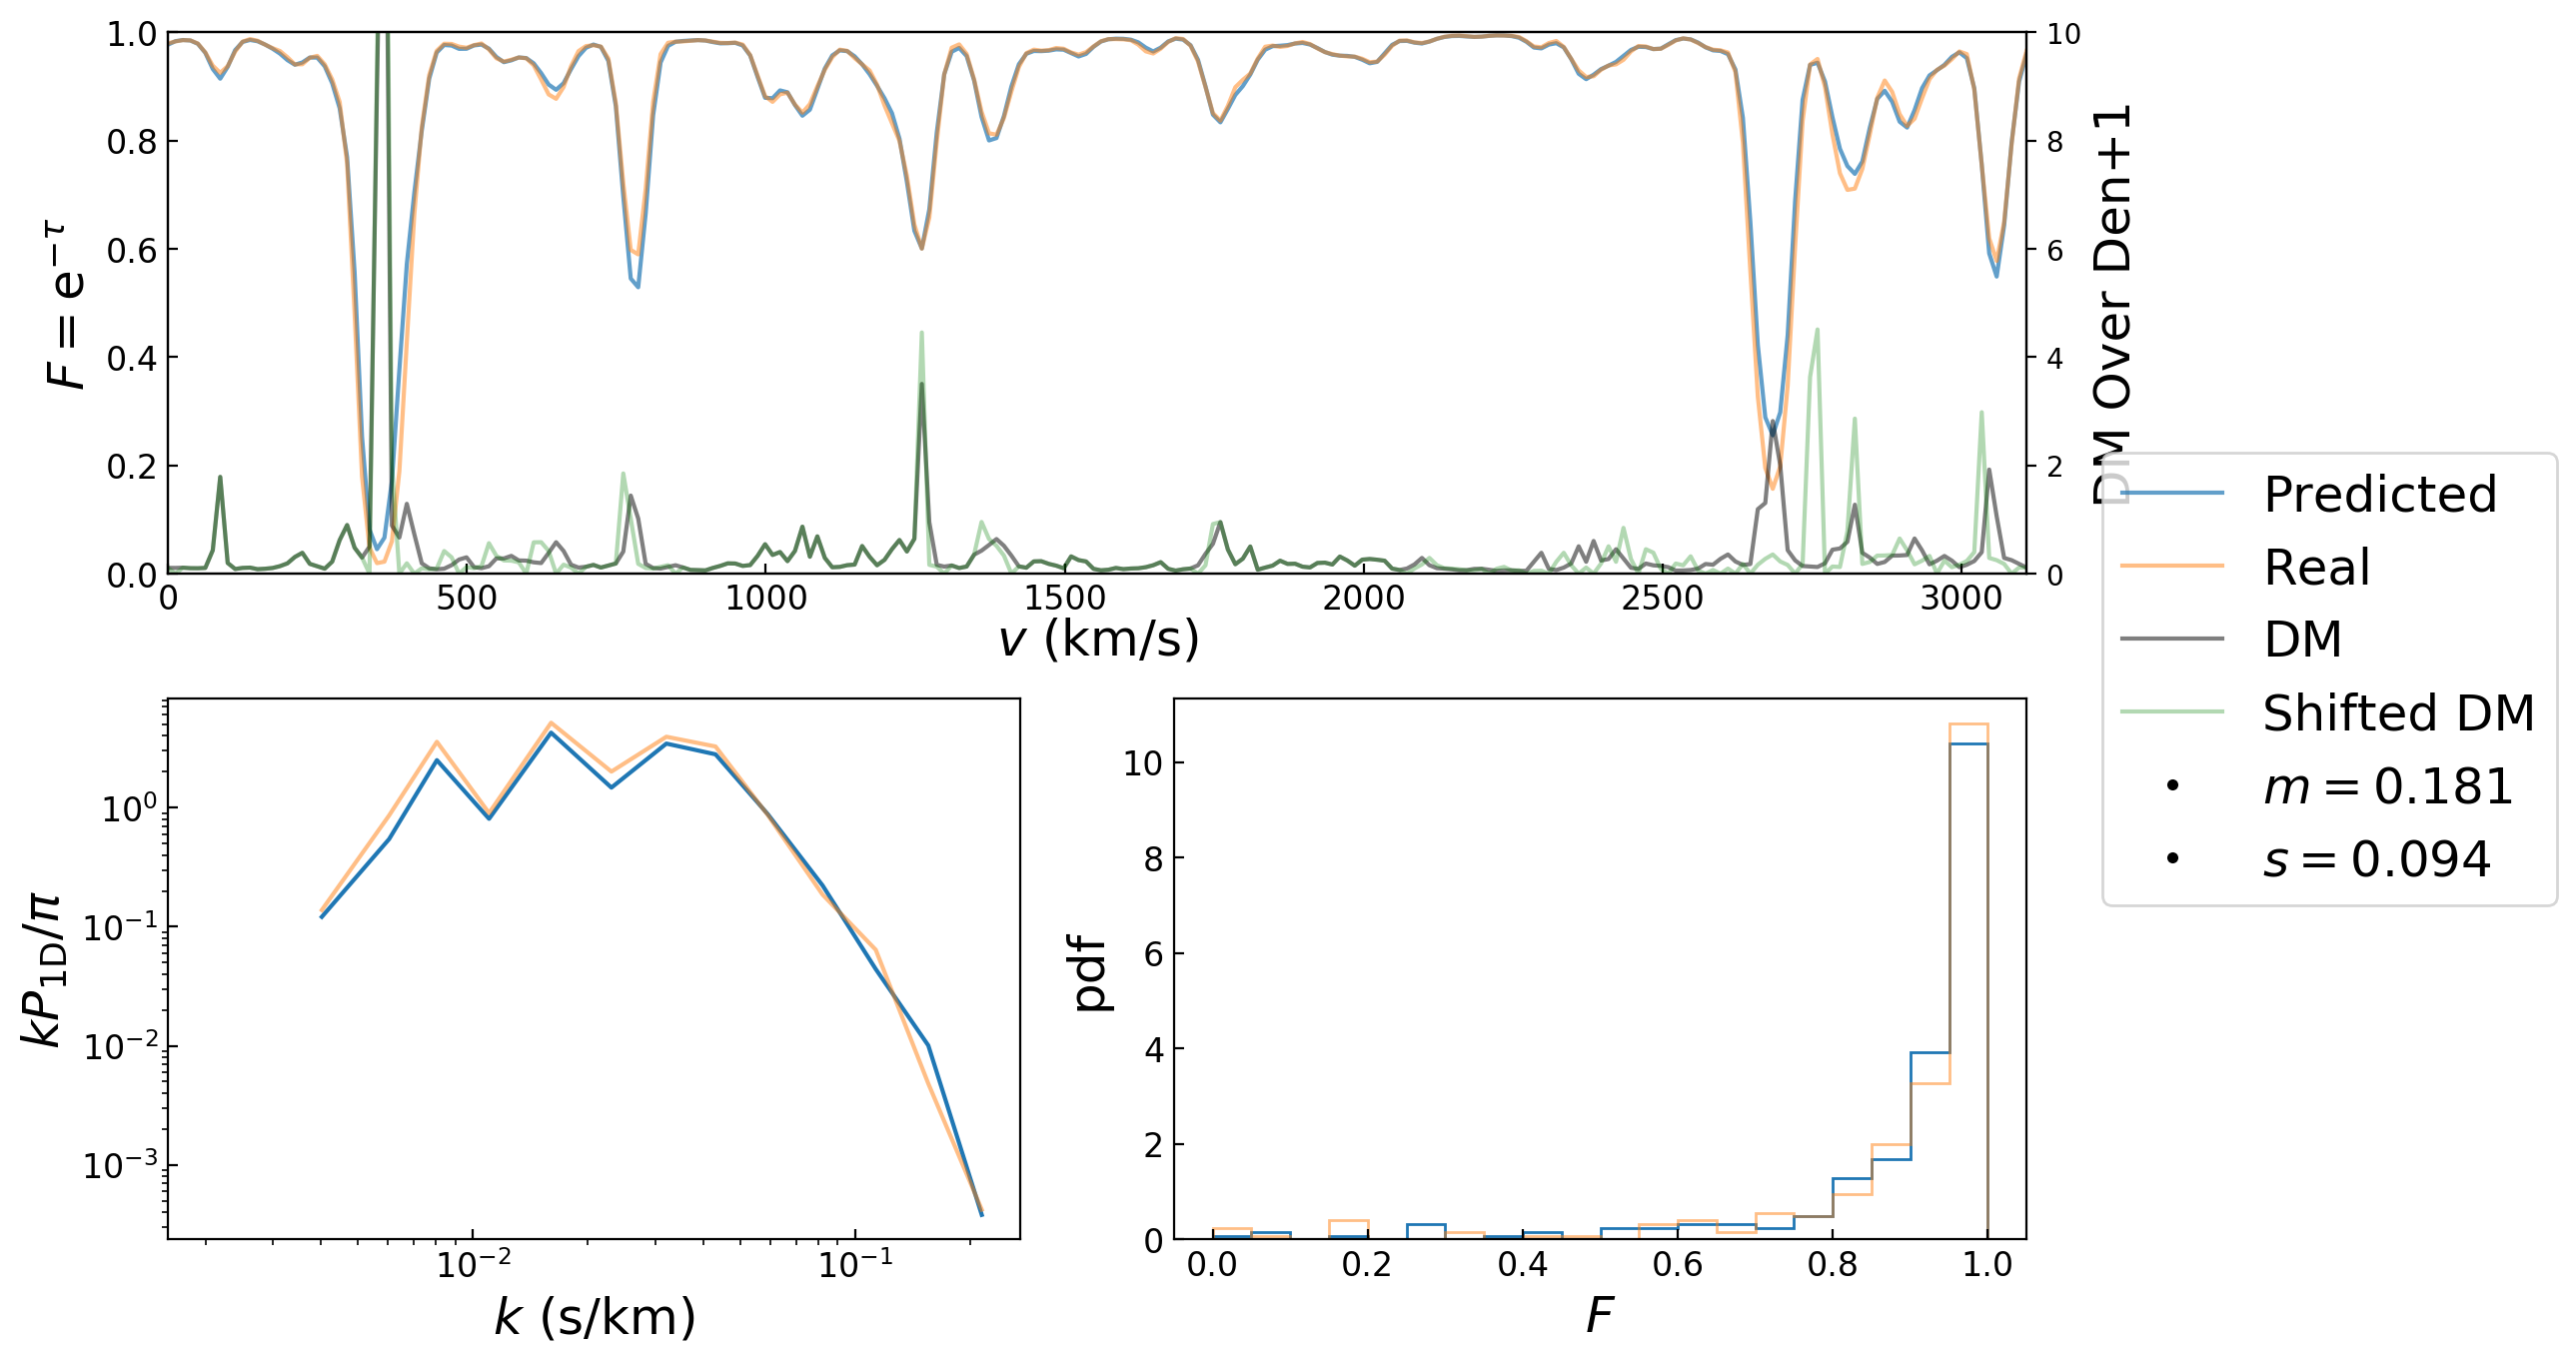 1.0
0.8
0.6
0.4
0.2
0.0
F = e^{−τ}
10
8
6
4
2
0
DM Over Den+1
0 500 1000 1500 2000 2500 3000
v (km/s)
Predicted
Real
DM
Shifted DM
m = 0.181
s = 0.094
10^0
10^{−1}
10^{−2}
10^{−3}
kP_{1D}/π
10^{−2} 10^{−1}
k (s/km)
10
8
6
4
2
0
pdf
0.0 0.2 0.4 0.6 0.8 1.0
F